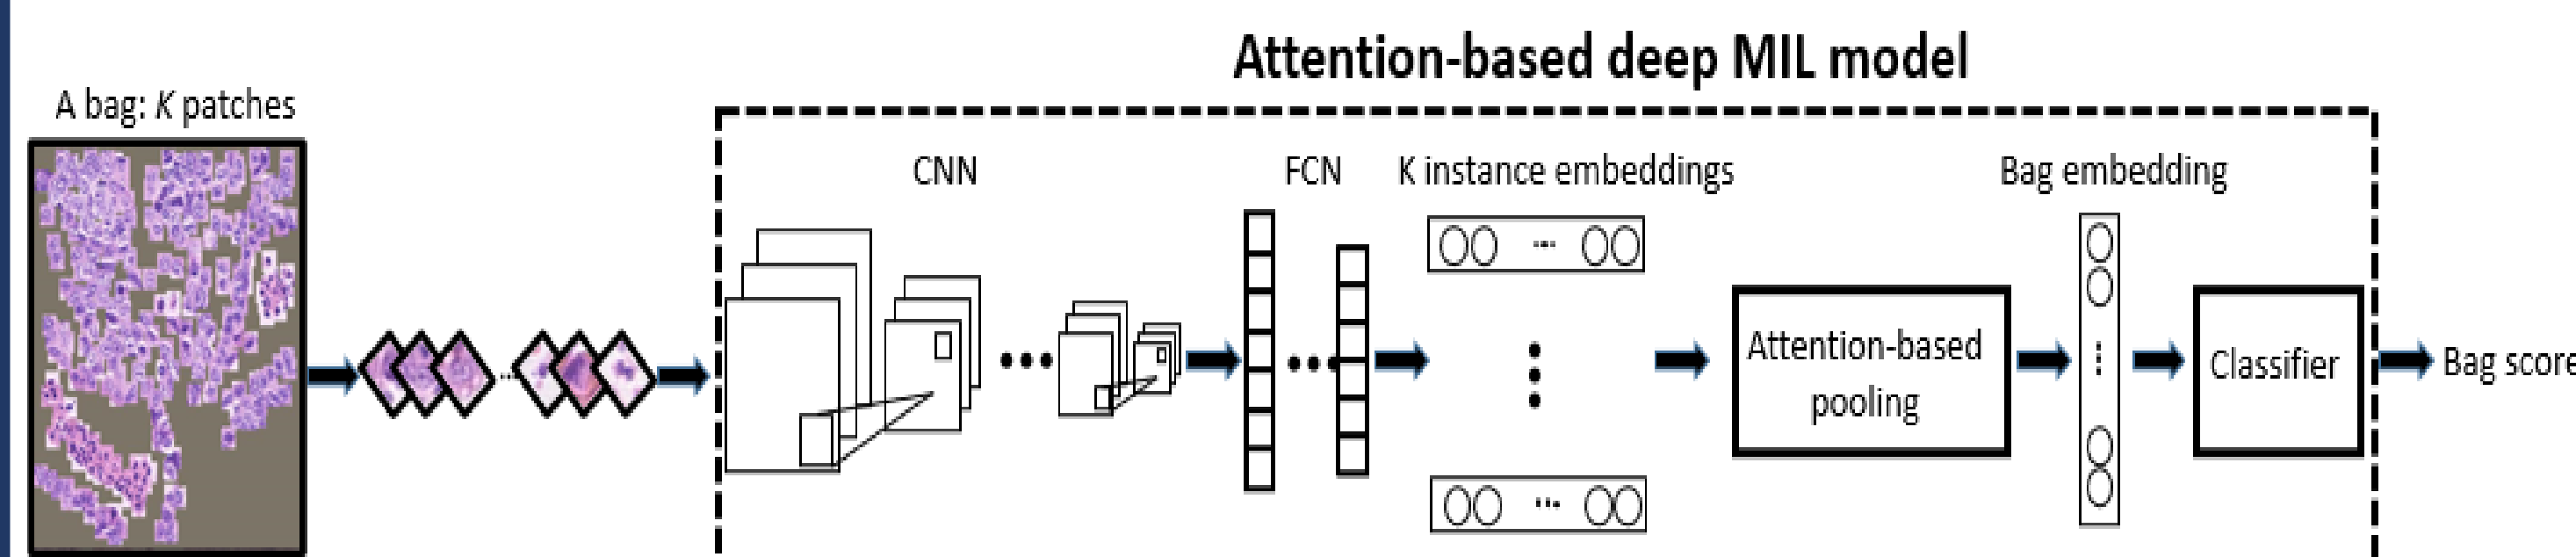 Attention-based deep MIL model
A bag: K patches
CNN
FCN
K instance embeddings
Bag embedding
Attention-based
pooling
Classifier
Bag score